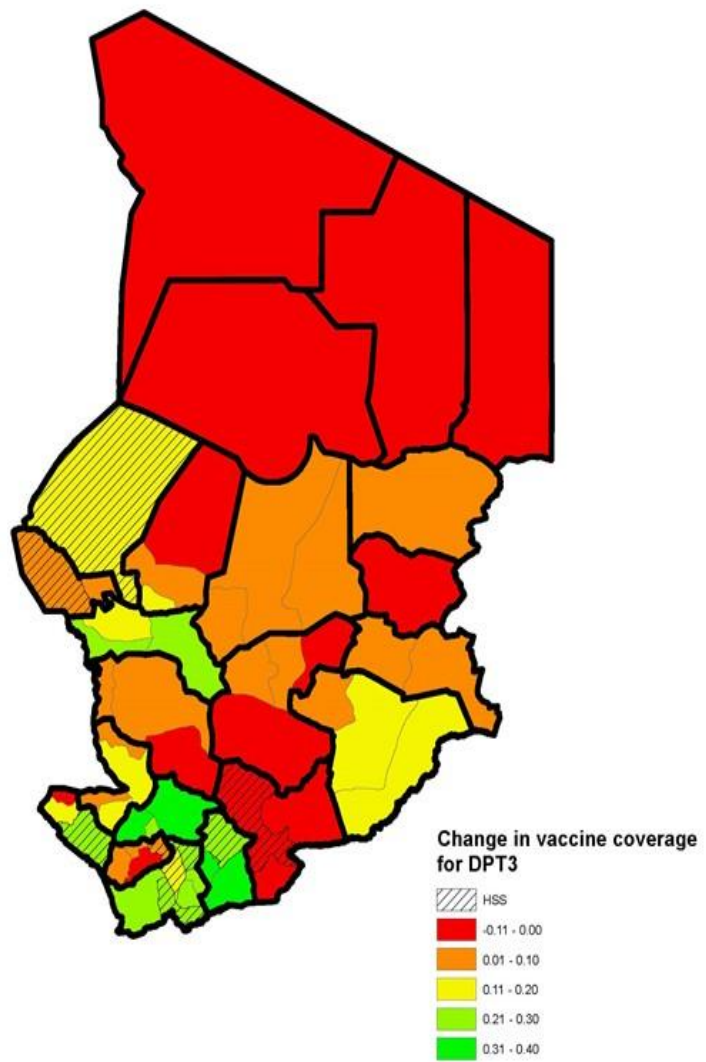 Change in vaccine coverage
for DPT3
HSS
-0.11 - 0.00
0.01 - 0.10
0.11 - 0.20
0.21 - 0.30
0.31 - 0.40